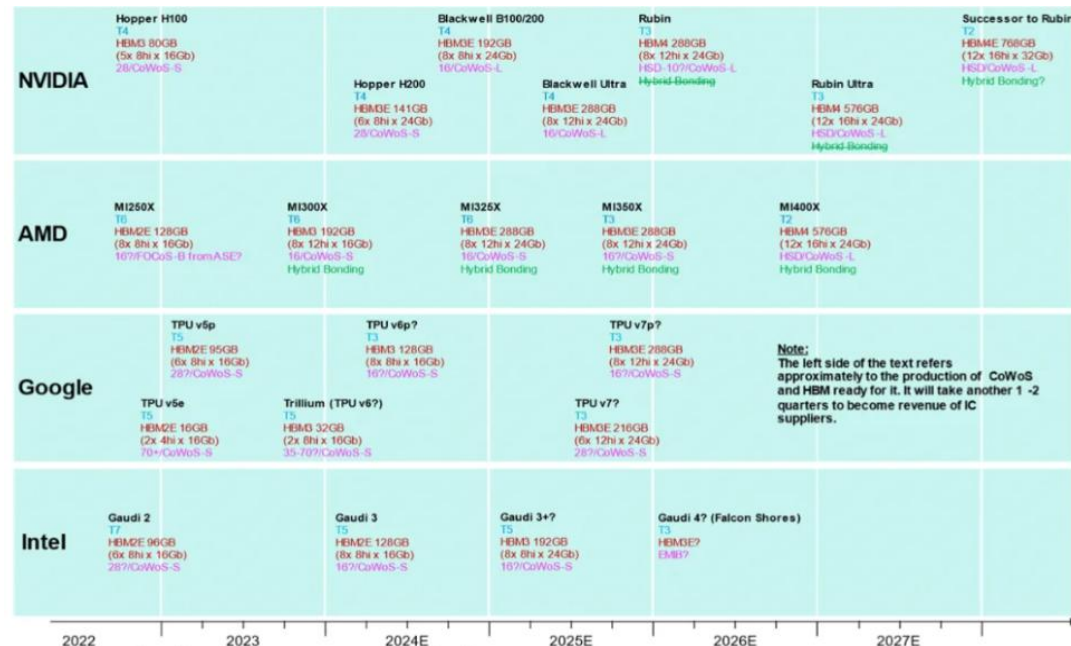 NVIDIA
Hopper H100
T4
HBM3 80GB
(5x 8hi x 16Gb)
28/CoWoS-S
Hopper H200
T4
HBM3E 141GB
(6x 8hi x 24Gb)
28/CoWoS-S
Blackwell B100/200
T4
HBM3E 192GB
(8x 8hi x 24Gb)
16/CoWoS-L
Blackwell Ultra
T4
HBM3E 288GB
(8x 12hi x 24Gb)
16/CoWoS-L
Rubin
T3
HBM4 288GB
(8x 12hi x 24Gb)
HSD-10?/CoWoS-L
Hybrid Bonding
Rubin Ultra
T3
HBM4 576GB
(12x 16hi x 24Gb)
HSD/CoWoS-L
Hybrid Bonding
Successor to Rubin
T2
HBM4E 768GB
(12x 16hi x 32Gb)
HSD/CoWoS-L
Hybrid Bonding?
AMD
MI250X
T6
HBM2E 128GB
(8x 8hi x 16Gb)
16?/FOCoS-B from ASE?
MI300X
T6
HBM3 192GB
(8x 12hi x 16Gb)
16/CoWoS-S
Hybrid Bonding
MI325X
T6
HBM3E 288GB
(8x 12hi x 24Gb)
16/CoWoS-S
Hybrid Bonding
MI350X
T3
HBM3E 288GB
(8x 12hi x 24Gb)
16?/CoWoS-S
Hybrid Bonding
MI400X
T2
HBM4 576GB
(12x 16hi x 24Gb)
HSD/CoWoS-L
Hybrid Bonding
Google
TPU v5p
T5
HBM2E 95GB
(6x 8hi x 16Gb)
28?/CoWoS-S
TPU v5e
T5
HBM2E 16GB
(2x 4hi x 16Gb)
70+/CoWoS-S
TPU v6p?
T3
HBM3 128GB
(8x 8hi x 16Gb)
16?/CoWoS-S
Trillium (TPU v6?)
T5
HBM3 32GB
(2x 8hi x 16Gb)
35-70?/CoWoS-S
TPU v7p?
T3
HBM3E 288GB
(8x 12hi x 24Gb)
16?/CoWoS-S
TPU v7?
T3
HBM3E 216GB
(6x 12hi x 24Gb)
28?/CoWoS-S
Note:
The left side of the text refers
approximately to the production of CoWoS
and HBM ready for it. It will take another 1 -2
quarters to become revenue of IC
suppliers.
Intel
Gaudi 2
T7
HBM2E 96GB
(6x 8hi x 16Gb)
28?/CoWoS-S
Gaudi 3
T5
HBM2E 128GB
(8x 8hi x 16Gb)
16?/CoWoS-S
Gaudi 3+?
T5
HBM3 192GB
(8x 8hi x 24Gb)
16?/CoWoS-S
Gaudi 4? (Falcon Shores)
T3
HBM3E?
EMIB?
2022 2023 2024E 2025E 2026E 2027E